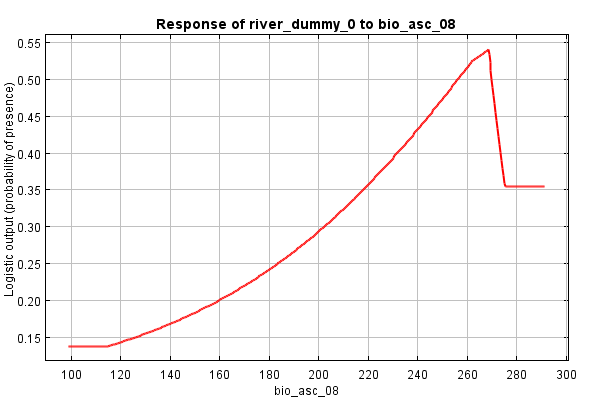 Response of river_dummy_0 to bio_asc_08
Logistic output (probability of presence)
0.55
0.50
0.45
0.40
0.35
0.30
0.25
0.20
0.15
100 120 140 160 180 200 220 240 260 280 300
bio_asc_08